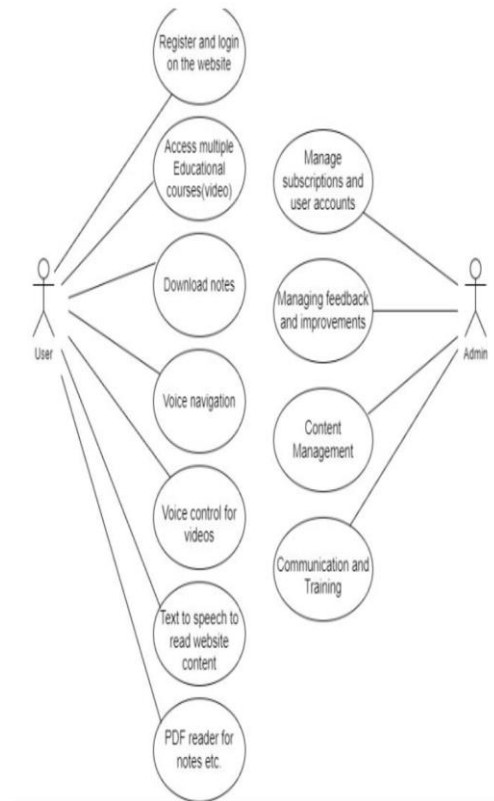 Register and login
on the website
Access multiple
Educational
courses(video)
Download notes
Voice navigation
Voice control for
videos
Text to speech to
read website
content
PDF reader for
notes etc.
User
Manage
subscriptions and
user accounts
Managing feedback
and improvements
Content
Management
Communication and
Training
Admin